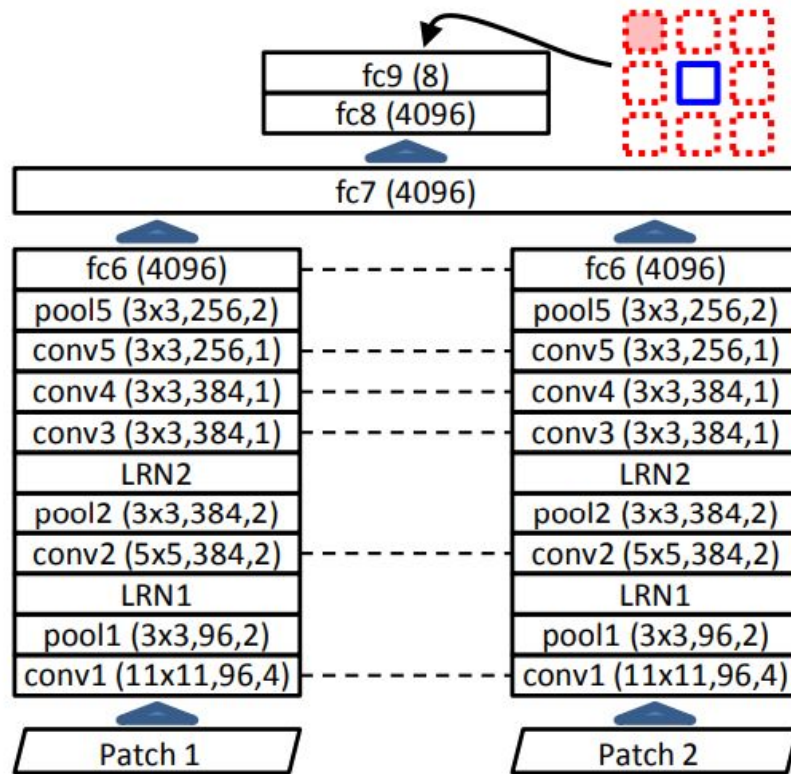 fc9 (8)
fc8 (4096)
fc7 (4096)
fc6 (4096)
pool5 (3x3,256,2)
conv5 (3x3,256,1)
conv4 (3x3,384,1)
conv3 (3x3,384,1)
LRN2
pool2 (3x3,384,2)
conv2 (5x5,384,2)
LRN1
pool1 (3x3,96,2)
conv1 (11x11,96,4)
Patch 1
fc6 (4096)
pool5 (3x3,256,2)
conv5 (3x3,256,1)
conv4 (3x3,384,1)
conv3 (3x3,384,1)
LRN2
pool2 (3x3,384,2)
conv2 (5x5,384,2)
LRN1
pool1 (3x3,96,2)
conv1 (11x11,96,4)
Patch 2